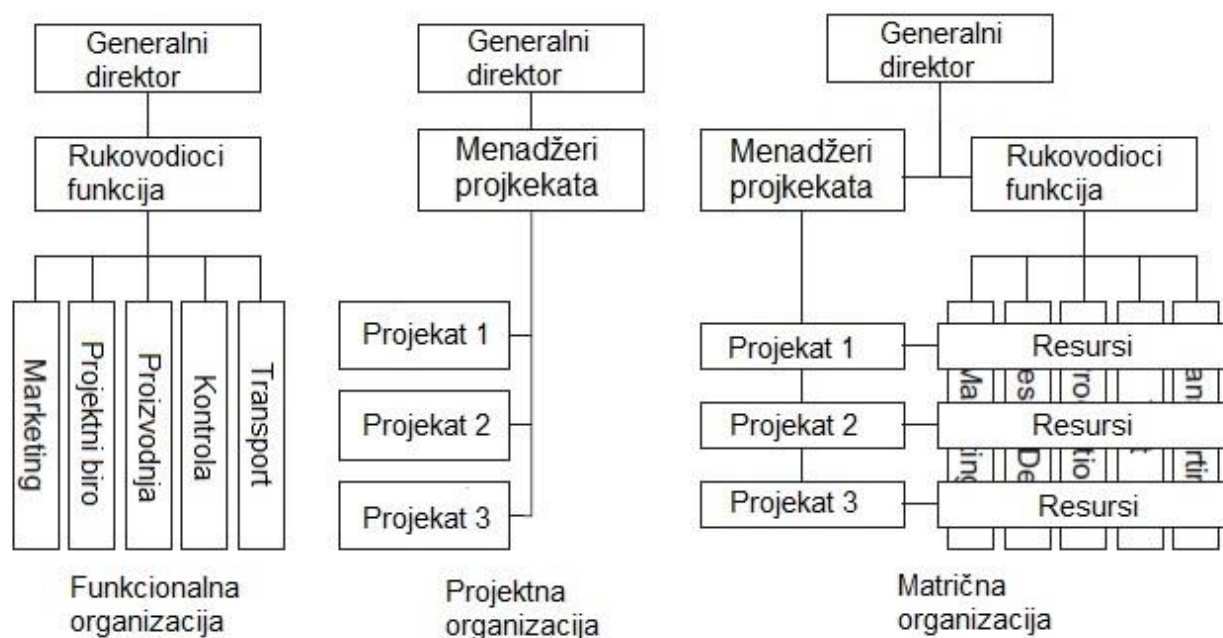 Generalni
direktor
Rukovodioci
funkcija
Marketing
Projektni biro
Proizvodnja
Kontrola
Transport
Funkcionalna
organizacija
Generalni
direktor
Menadžeri
projkekata
Projekat 1
Projekat 2
Projekat 3
Projektna
organizacija
Generalni
direktor
Menadžeri
projkekata
Rukovodioci
funkcija
Projekat 1
Resursi
Projekat 2
Resursi
Projekat 3
Resursi
Matrična
organizacija